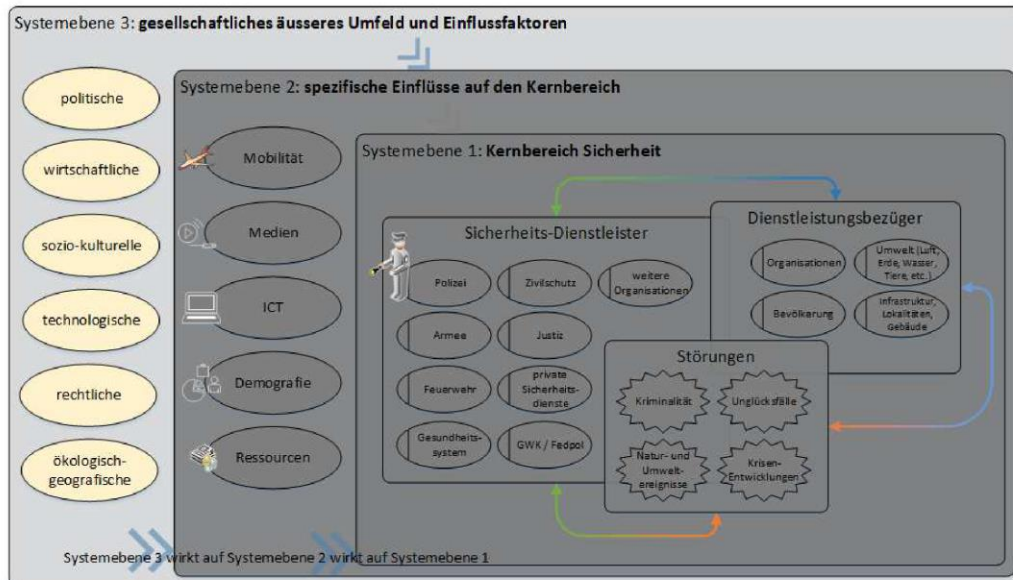 Systemebene 3: gesellschaftliches äusseres Umfeld und Einflussfaktoren
politische
wirtschaftliche
sozio-kulturelle
technologische
rechtliche
ökologisch-
geografische
Systemebene 2: spezifische Einflüsse auf den Kernbereich
Mobilität
Medien
ICT
Demografie
Ressourcen
Systemebene 1: Kernbereich Sicherheit
Sicherheits-Dienstleister
Polizei
Zivilschutz
weitere
Organisationen
Armee
Justiz
Feuerwehr
private
Sicherheits-
dienste
Gesundheits-
system
GWK / Fedpol
Dienstleistungsbezüger
Organisationen
Umwelt (Luft,
Erde, Wasser,
Tiere, etc.)
Bevölkerung
Infrastruktur,
Lokalitäten,
Gebäude
Störungen
Kriminalität
Unglücksfälle
Natur- und
Umwelt-
ereignisse
Krisen-
Entwicklungen
Systemebene 3 wirkt auf Systemebene 2 wirkt auf Systemebene 1